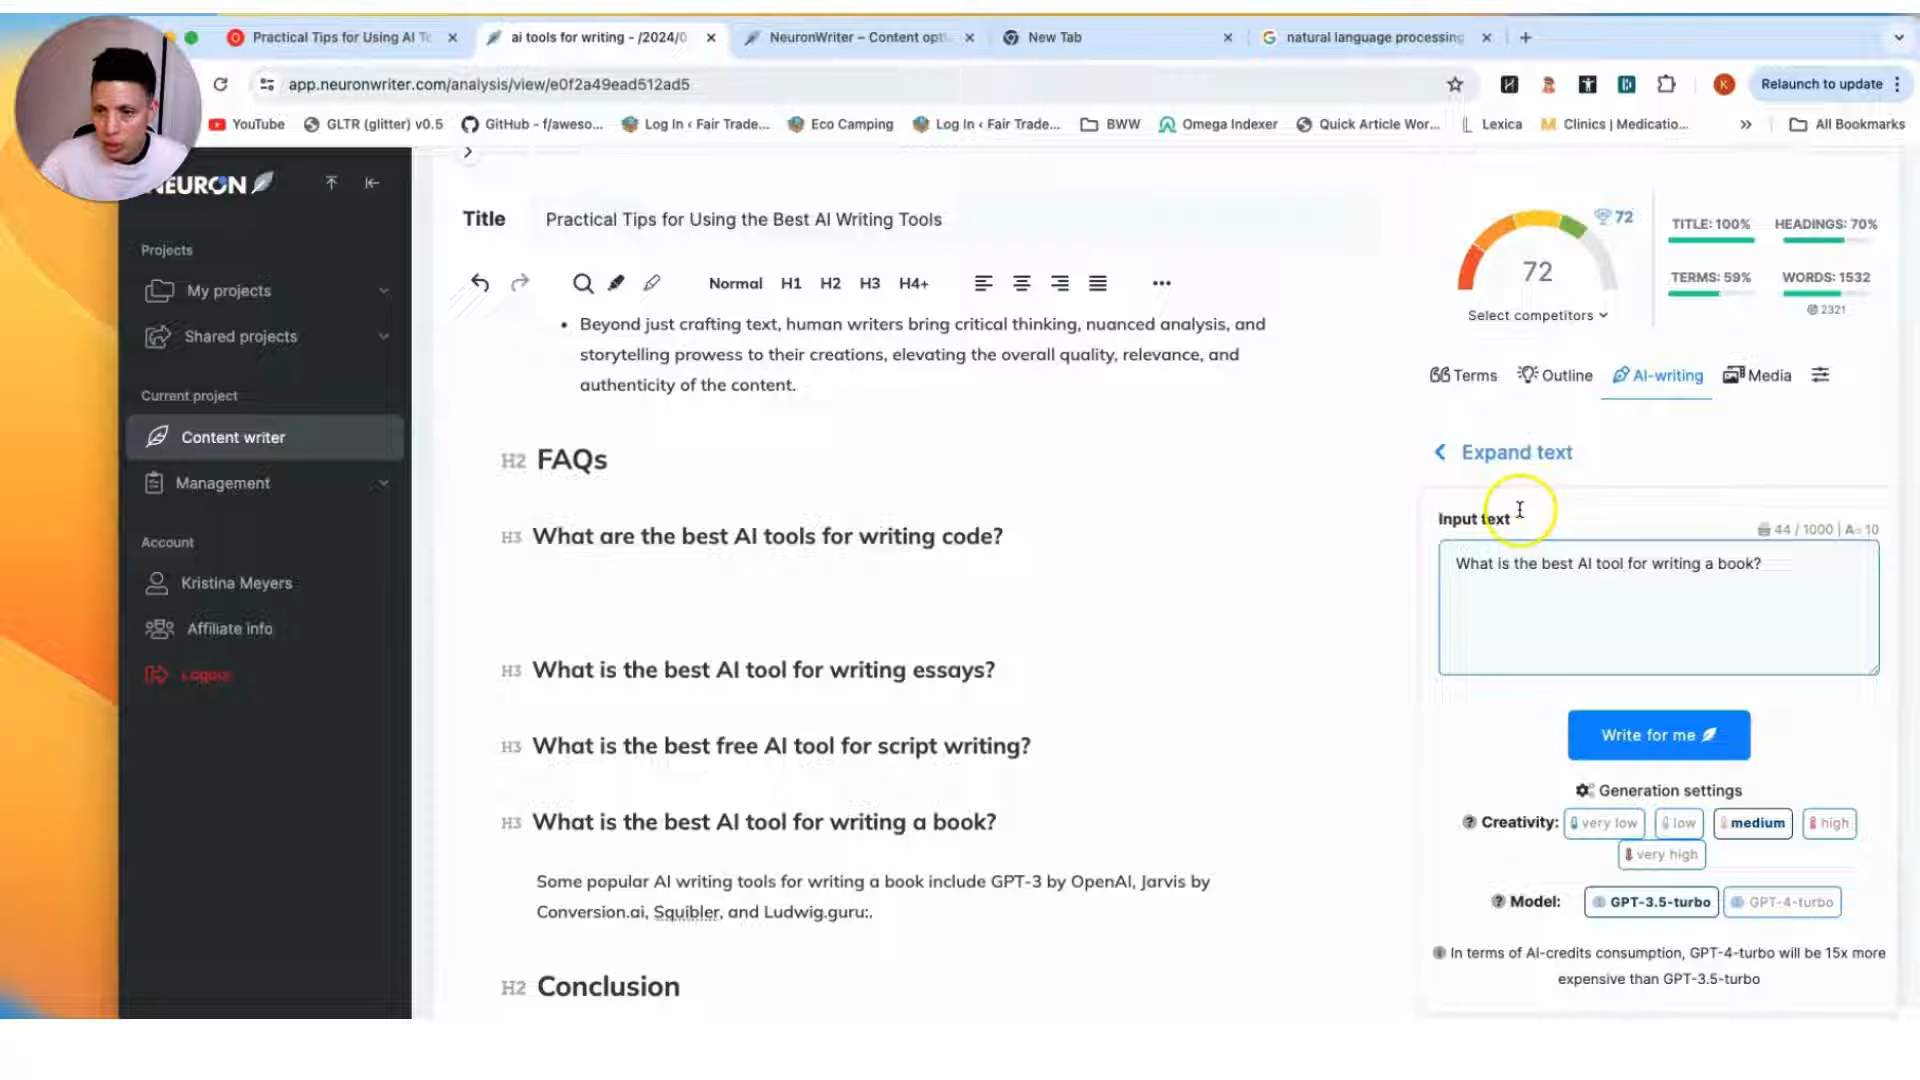 Practical Tips for Using AI To
ai tools for writing - /2024/0
NeuronWriter – Content opti
New Tab
natural language processing
app.neuronwriter.com/analysis/view/e0f2a49ead512ad5
K
Relaunch to update
YouTube
GLTR (glitter) v0.5
GitHub - f/aweso...
Log In ‹ Fair Trade...
Eco Camping
Log In ‹ Fair Trade...
BWW
Omega Indexer
Quick Article Wor...
Lexica
Clinics | Medicatio...
»
All Bookmarks
NEURON
Projects
My projects
Shared projects
Current project
Content writer
Management
Account
Kristina Meyers
Affiliate info
Logout
Title
Practical Tips for Using the Best AI Writing Tools
Normal H1 H2 H3 H4+
• Beyond just crafting text, human writers bring critical thinking, nuanced analysis, and
storytelling prowess to their creations, elevating the overall quality, relevance, and
authenticity of the content.
H2 FAQs
H3 What are the best AI tools for writing code?
H3 What is the best AI tool for writing essays?
H3 What is the best free AI tool for script writing?
H3 What is the best AI tool for writing a book?
Some popular AI writing tools for writing a book include GPT-3 by OpenAI, Jarvis by
Conversion.ai, Squibler, and Ludwig.guru:.
H2 Conclusion
72
72
Select competitors
TITLE: 100%
HEADINGS: 70%
TERMS: 59%
WORDS: 1532
2321
Terms
Outline
AI-writing
Media
Expand text
Input text
44 / 1000 | A 10
What is the best AI tool for writing a book?
Write for me
Generation settings
Creativity: very low low medium high
very high
Model: GPT-3.5-turbo GPT-4-turbo
In terms of AI-credits consumption, GPT-4-turbo will be 15x more
expensive than GPT-3.5-turbo